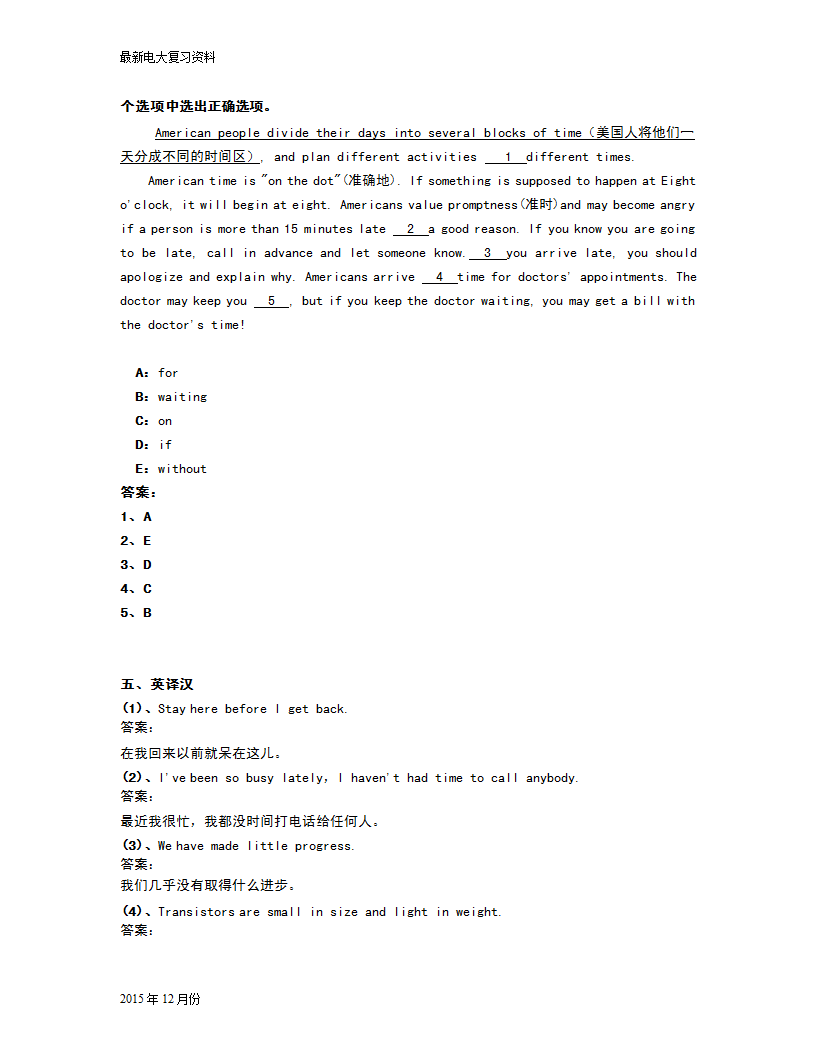 最新电大复习资料
个选项中选出正确选项。
American people divide their days into several blocks of time（美国人将他们一
天分成不同的时间区）, and plan different activities __1__ different times.
American time is "on the dot"(准确地). If something is supposed to happen at Eight
o'clock, it will begin at eight. Americans value promptness(准时)and may become angry
if a person is more than 15 minutes late __2__ a good reason. If you know you are going
to be late, call in advance and let someone know. __3__ you arrive late, you should
apologize and explain why. Americans arrive __4__ time for doctors' appointments. The
doctor may keep you __5__, but if you keep the doctor waiting, you may get a bill with
the doctor's time!
A：for
B：waiting
C：on
D：if
E：without
答案：
1、A
2、E
3、D
4、C
5、B
五、英译汉
(1)、Stay here before I get back.
答案：
在我回来以前就呆在这儿。
(2)、I've been so busy lately，I haven't had time to call anybody.
答案：
最近我很忙，我都没时间打电话给任何人。
(3)、We have made little progress.
答案：
我们几乎没有取得什么进步。
(4)、Transistors are small in size and light in weight.
答案：
2015 年 12 月份